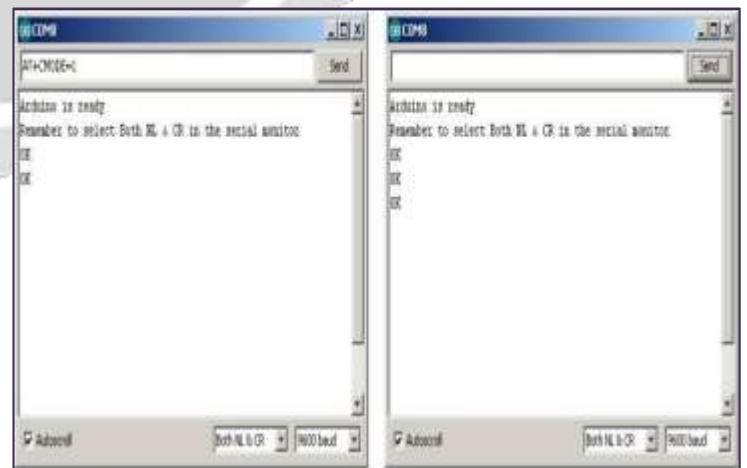 COM8
AT+CMODE=1
Send
Arduino is ready
Remember to select Both NL & CR in the serial monitor
OK
OK
Autoscroll
Both NL & CR
9600 baud
COM8
Send
Arduino is ready
Remember to select Both NL & CR in the serial monitor
OK
OK
OK
Autoscroll
Both NL & CR
9600 baud